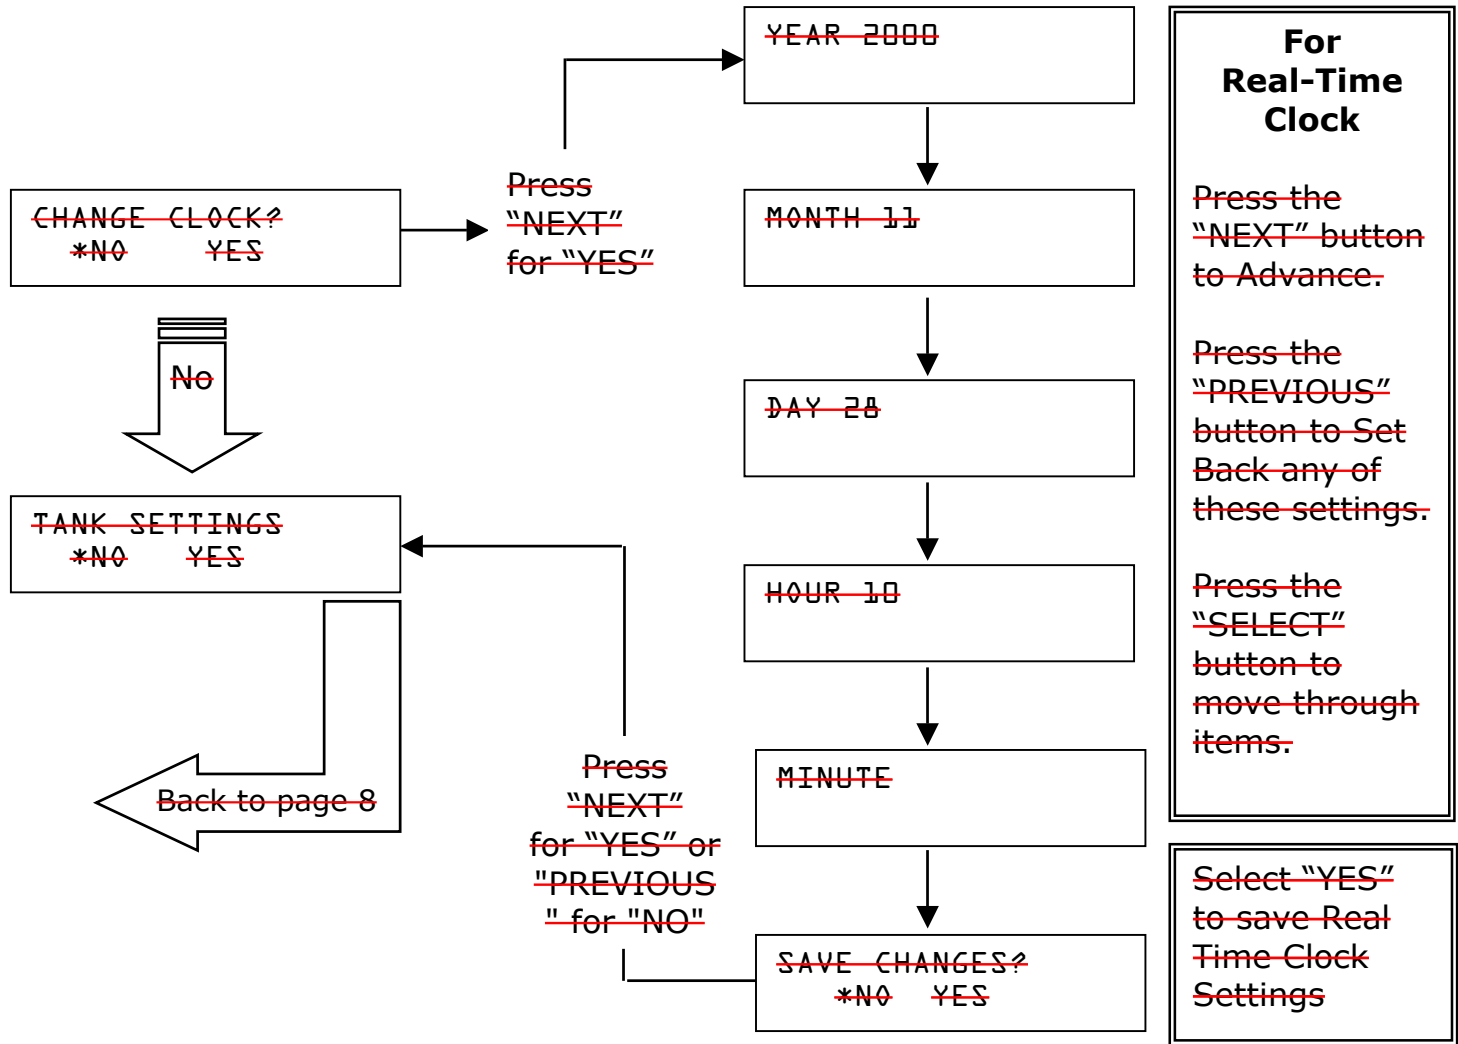 YEAR 2000
For
Real-Time
Clock
Press
"NEXT"
for "YES"
CHANGE CLOCK?
*NO YES
MONTH 11
Press the
"NEXT" button
to Advance.
No
DAY 28
Press the
"PREVIOUS"
button to Set
Back any of
these settings.
TANK SETTINGS
*NO YES
HOUR 10
Press the
"SELECT"
button to
move through
items.
Back to page 8
Press
"NEXT"
for "YES" or
"PREVIOUS
" for "NO"
MINUTE
SAVE CHANGES?
*NO YES
Select "YES"
to save Real
Time Clock
Settings